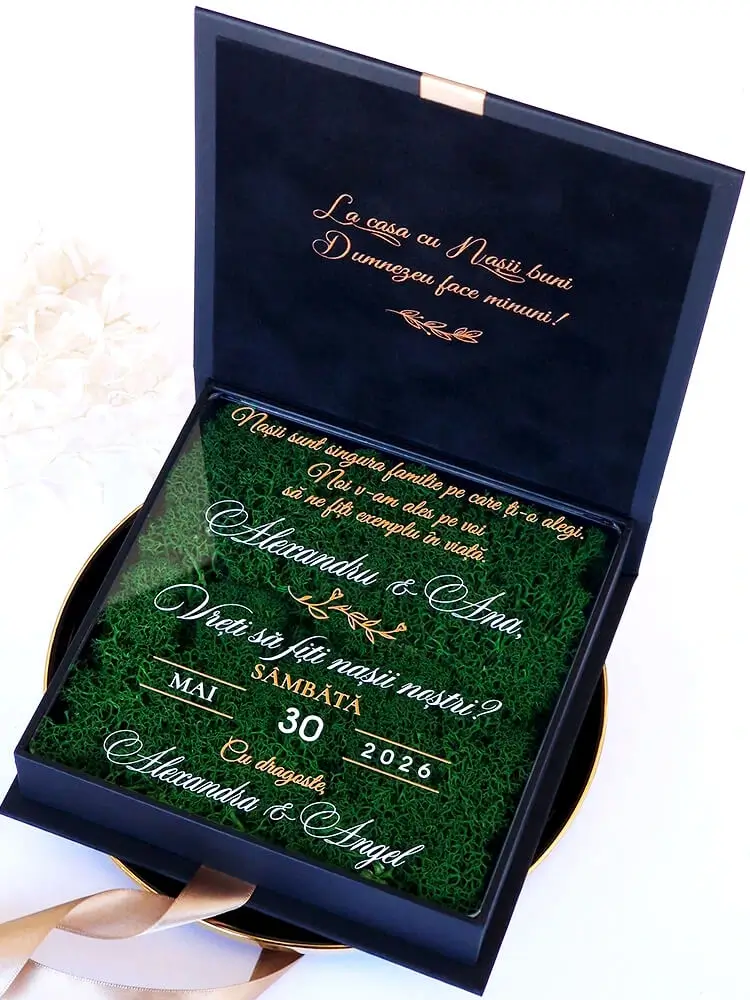 La casa cu Nașii buni
Dumnezeu face minuni!
Nașii sunt singura familie pe care ți-o alegi.
Noi v-am ales pe voi
să ne fiți exemplu în viață.
Alexandru & Ana,
Vreți să fiți nașii noștri?
SÂMBĂTĂ
MAI 30 2026
Cu dragoste,
Alexandra & Angel